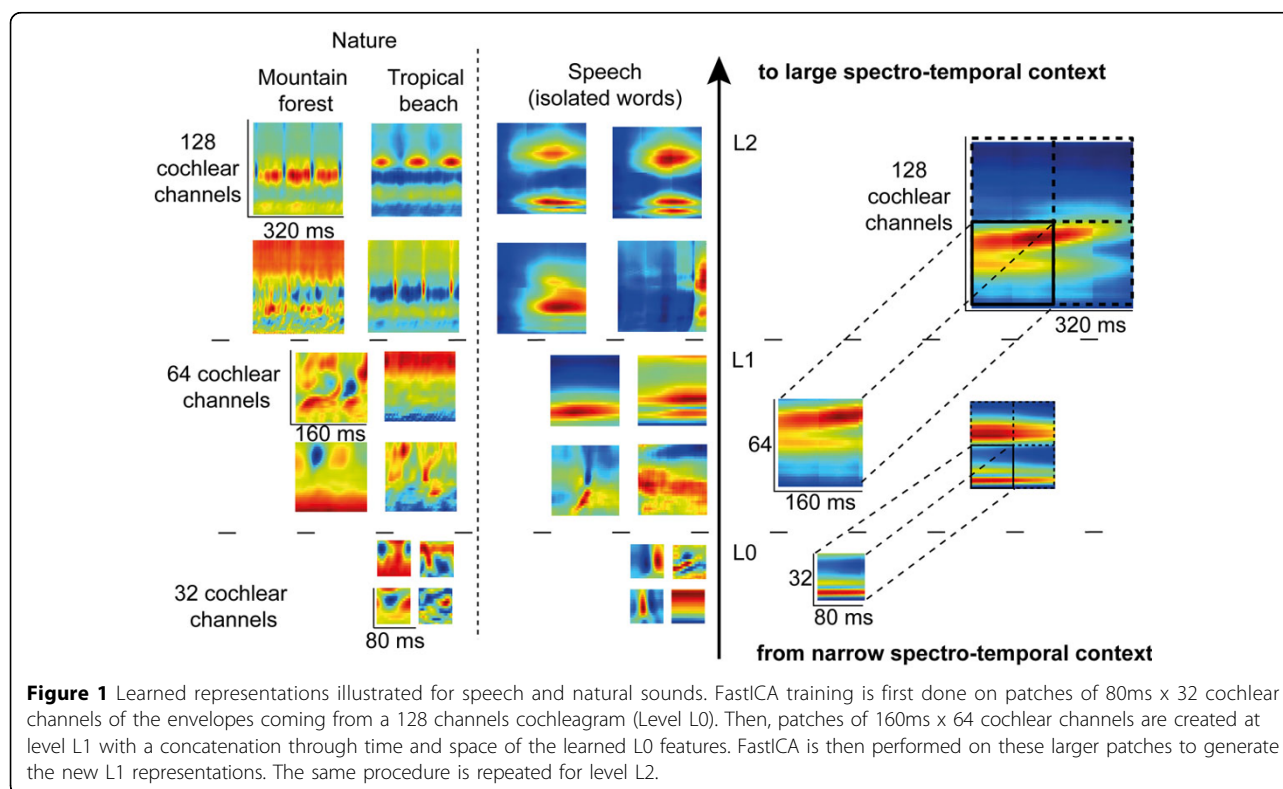 Nature
Mountain
forest
Tropical
beach
Speech
(isolated words)
to large spectro-temporal context
128
cochlear
channels
320 ms
L2
128
cochlear
channels
320 ms
64 cochlear
channels
160 ms
L1
64
160 ms
32 cochlear
channels
80 ms
L0
32
80 ms
from narrow spectro-temporal context
Figure 1 Learned representations illustrated for speech and natural sounds. FastICA training is first done on patches of 80ms x 32 cochlear
channels of the envelopes coming from a 128 channels cochleagram (Level L0). Then, patches of 160ms x 64 cochlear channels are created at
level L1 with a concatenation through time and space of the learned L0 features. FastICA is then performed on these larger patches to generate
the new L1 representations. The same procedure is repeated for level L2.